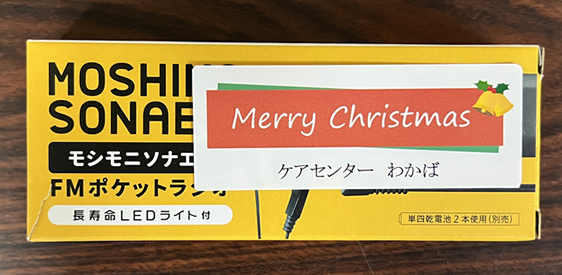 MOSHIM
SONAE
モシモニソナエ
FMポケットラジオ
長寿命LEDライト付
Merry Christmas
ケアセンター わかば
単四乾電池2本使用(別売)